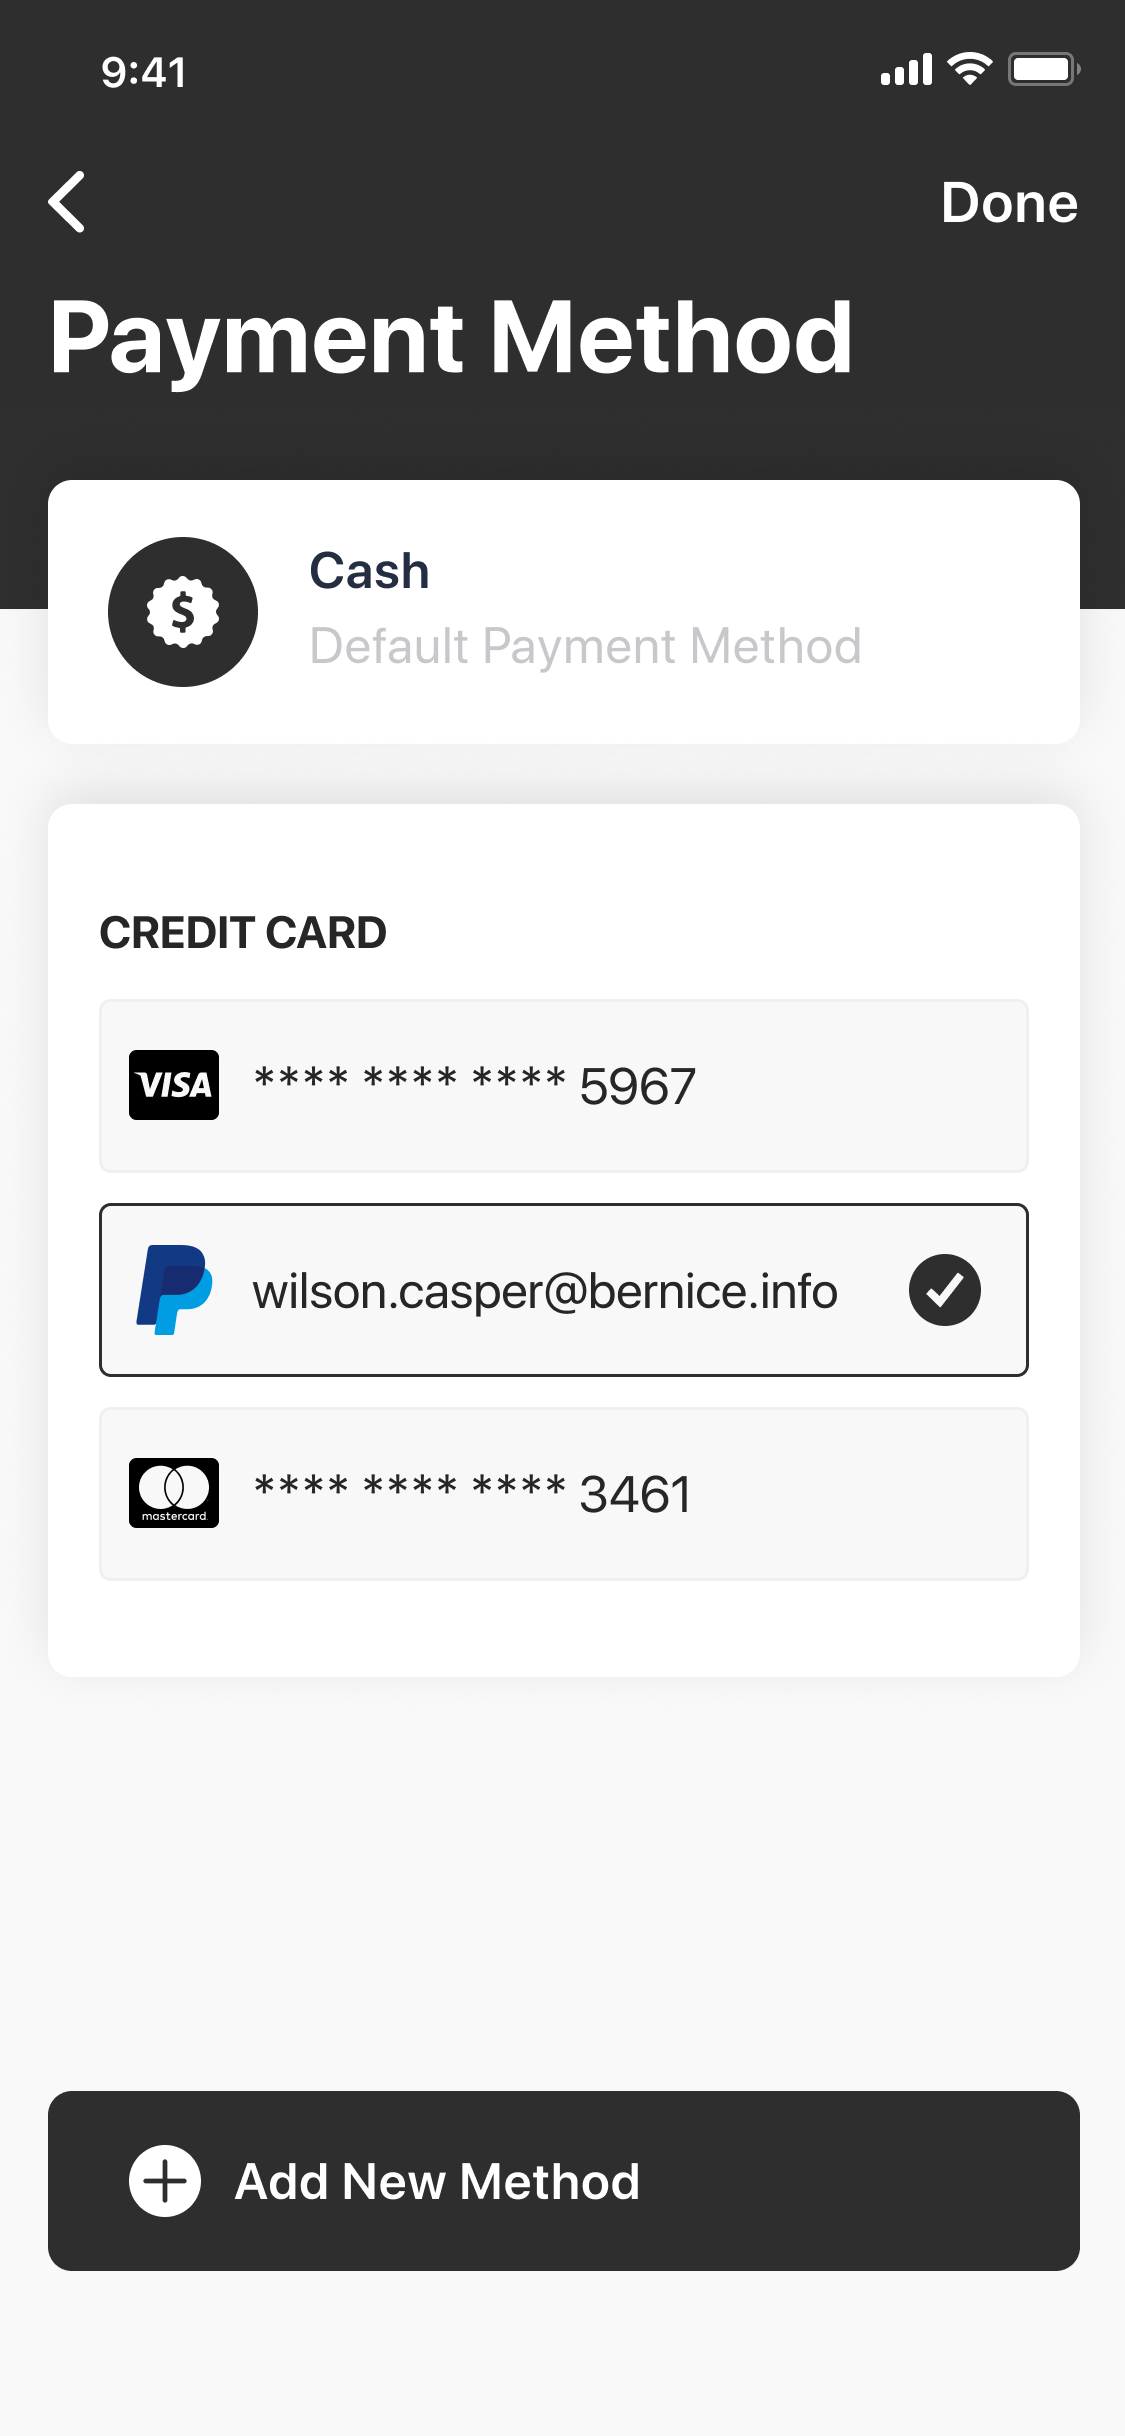 9:41
Done
Payment Method
$
Cash
Default Payment Method
CREDIT CARD
VISA **** **** **** 5967
wilson.casper@bernice.info
mastercard. **** **** **** 3461
Add New Method